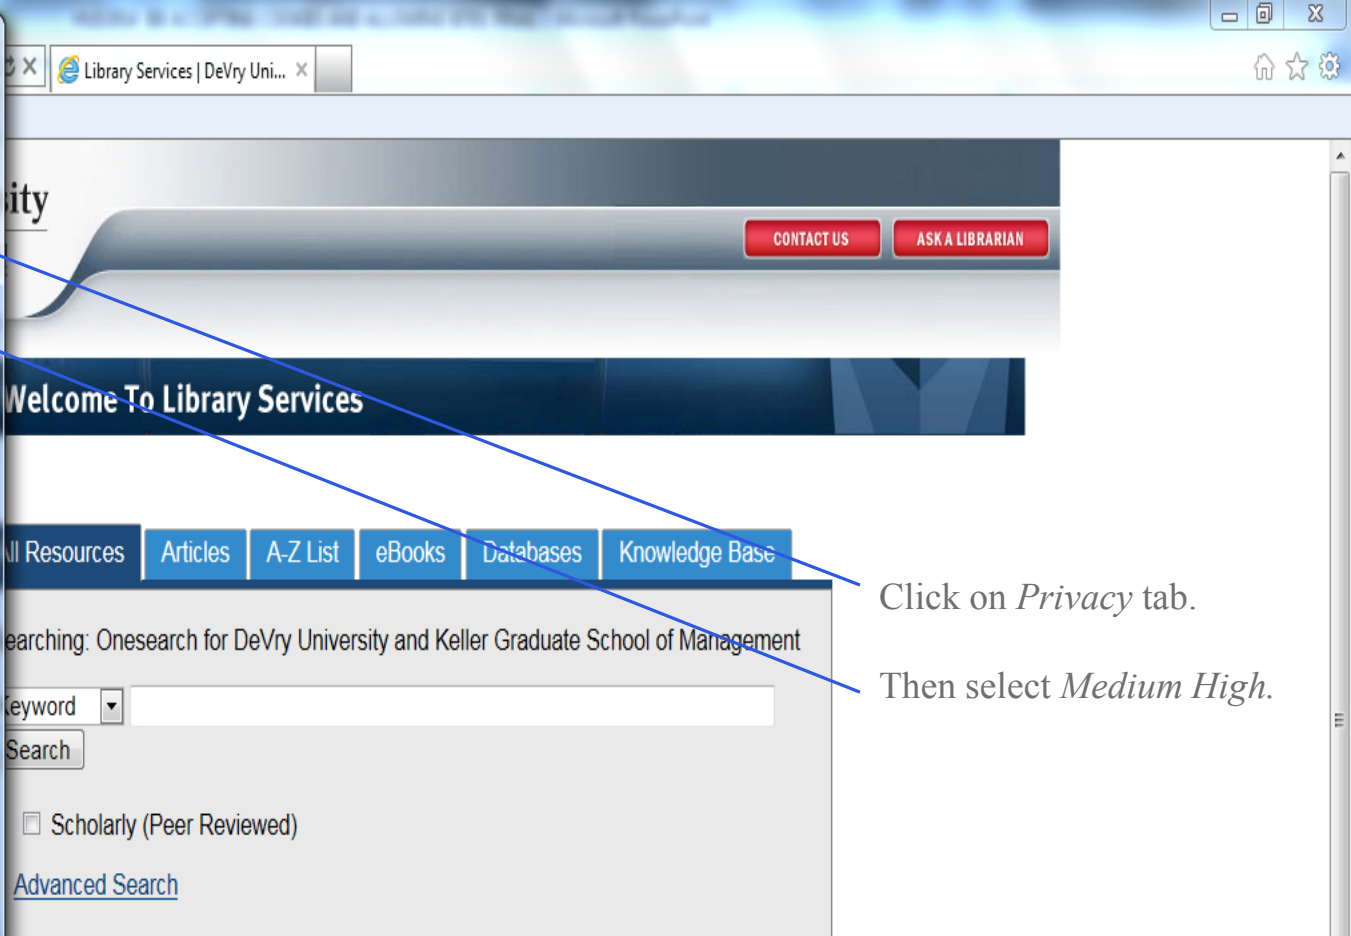 Library Services | DeVry Uni...
ity
CONTACT US
ASK A LIBRARIAN
Welcome To Library Services
All Resources
Articles
A-Z List
eBooks
Databases
Knowledge Base
Click on Privacy tab.
earching: Onesearch for DeVry University and Keller Graduate School of Management
Then select Medium High.
Keyword
Search
Scholarly (Peer Reviewed)
Advanced Search